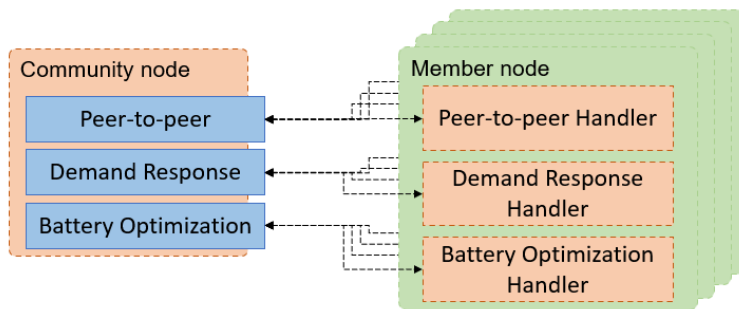 Community node
Peer-to-peer
Demand Response
Battery Optimization
Member node
Peer-to-peer Handler
Demand Response
Handler
Battery Optimization
Handler